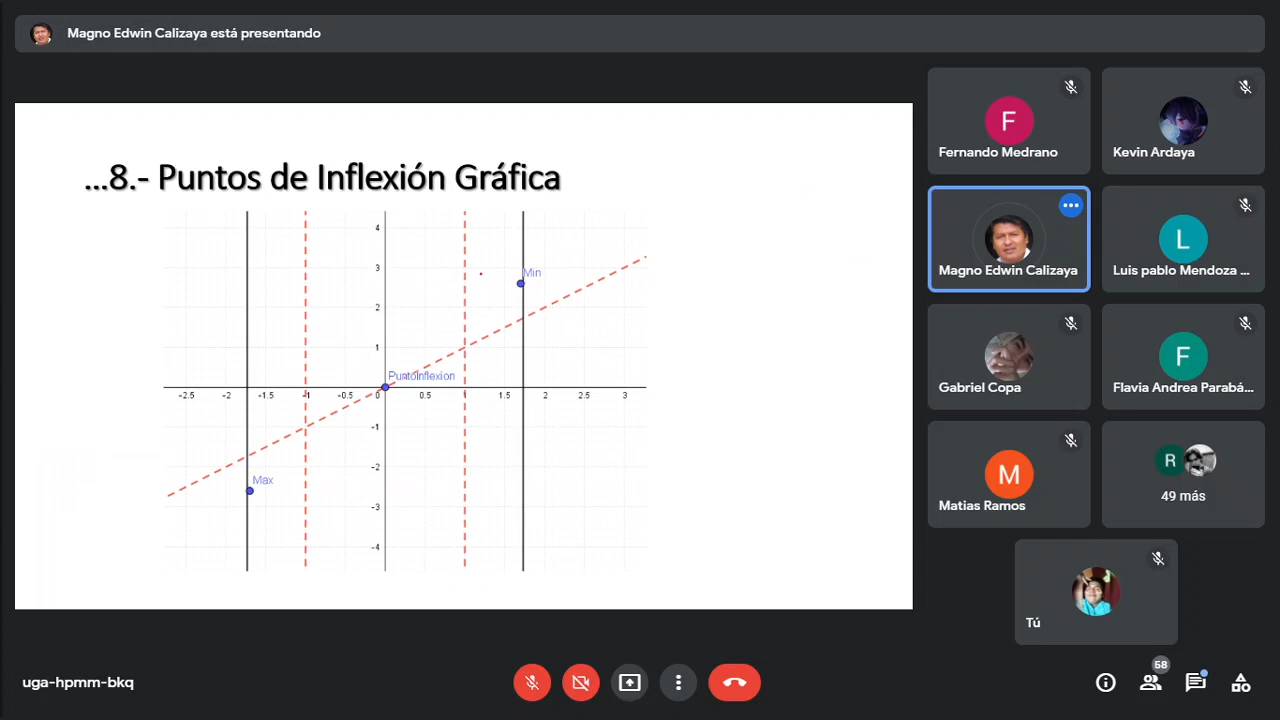 Magno Edwin Calizaya está presentando
...8.- Puntos de Inflexión Gráfica
4
3
2
1
-1
-2
-3
-4
-2.5 -2 -1.5 -1 -0.5 0 0.5 1.5 2 2.5 3
Min
PuntoInflexion
Max
F
Fernando Medrano
Kevin Ardaya
Magno Edwin Calizaya
L
Luis pablo Mendoza ...
Gabriel Copa
F
Flavia Andrea Parabá...
M
Matias Ramos
R
49 más
Tú
uga-hpmm-bkq
58